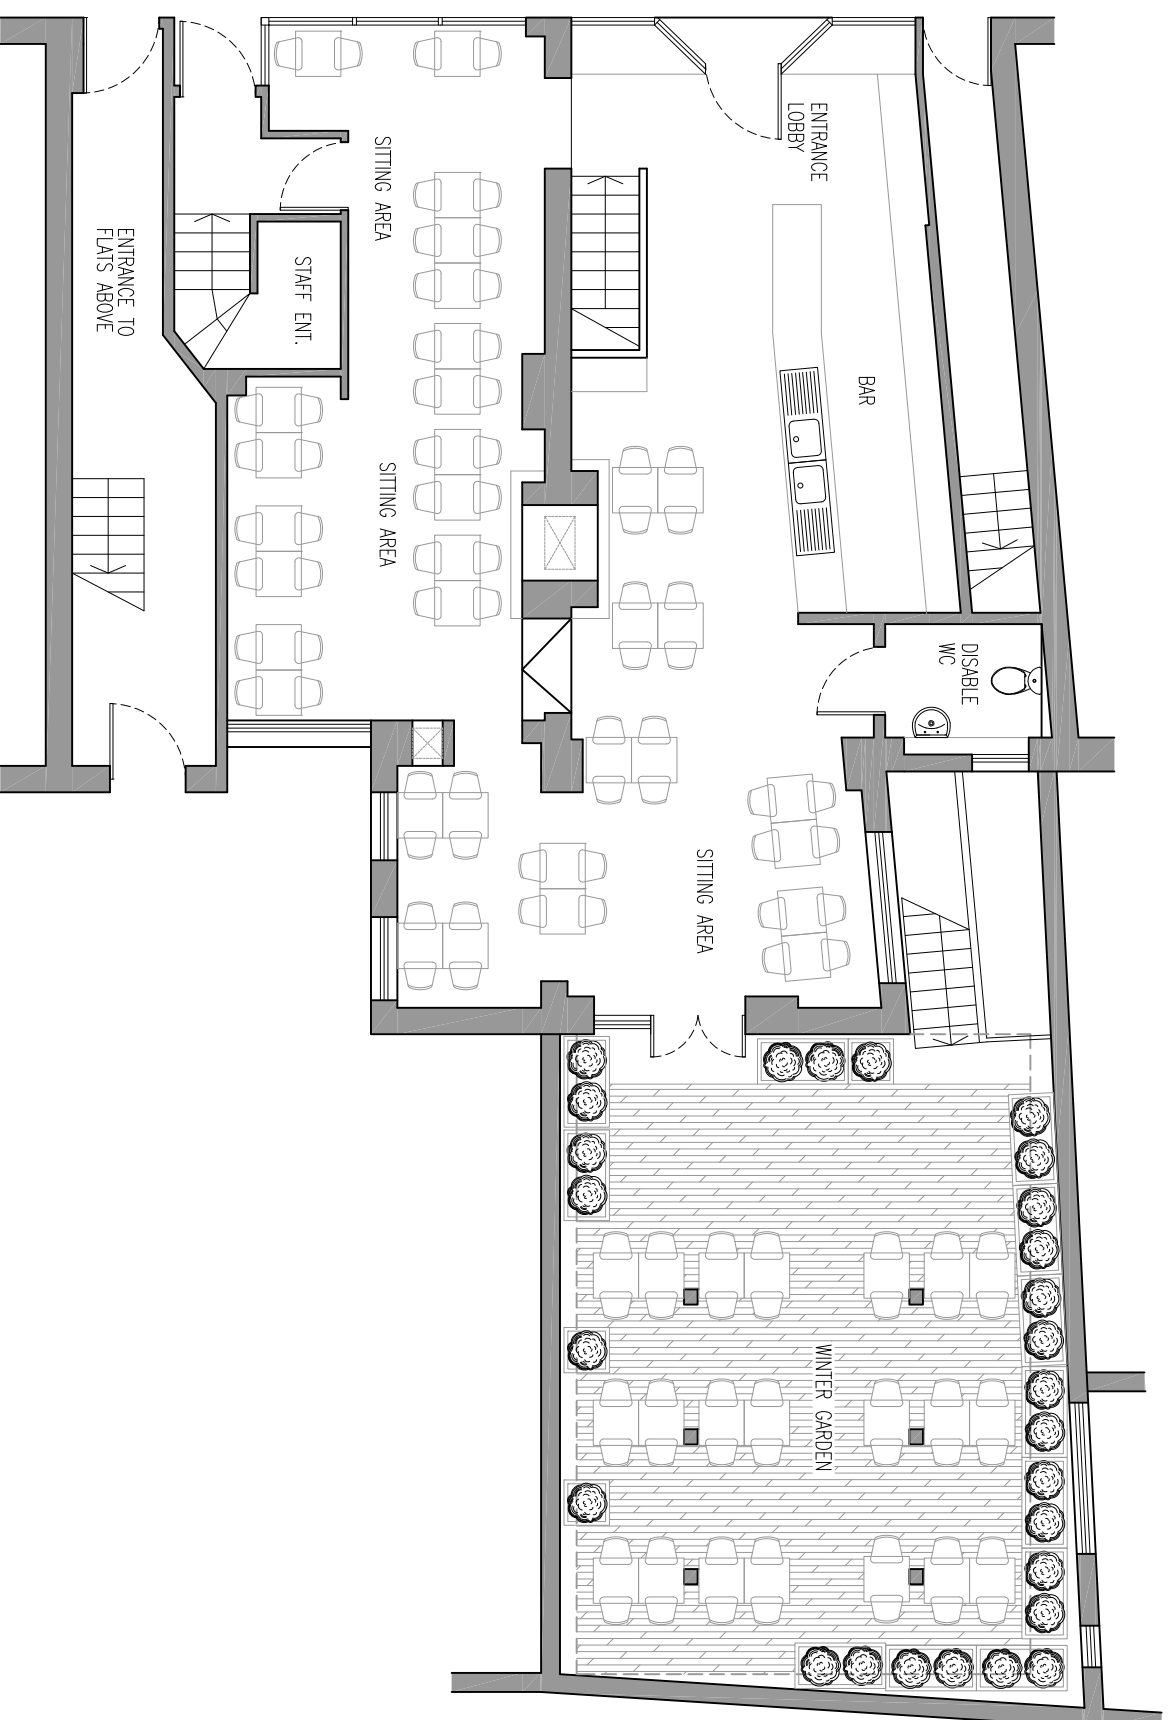 ENTRANCE
LOBBY
SITTING AREA
ENTRANCE TO
FLATS ABOVE
STAFF ENT.
BAR
SITTING AREA
DISABLE
WC
SITTING AREA
WINTER GARDEN